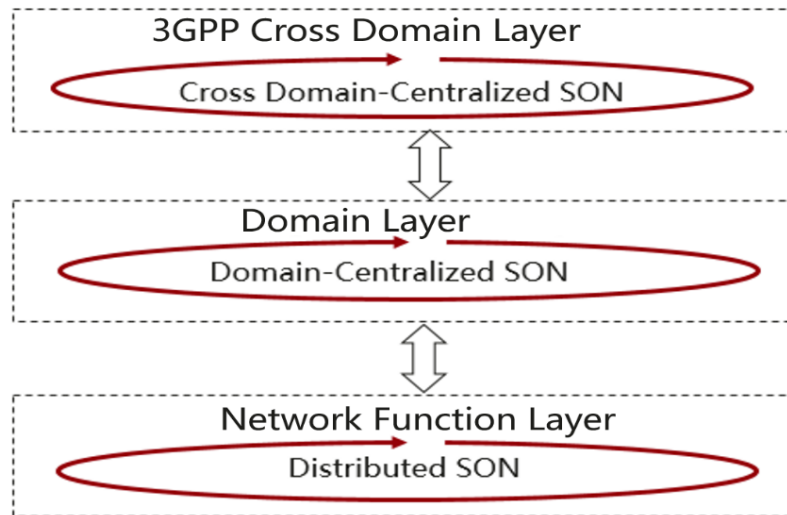 3GPP Cross Domain Layer
Cross Domain-Centralized SON
Domain Layer
Domain-Centralized SON
Network Function Layer
Distributed SON